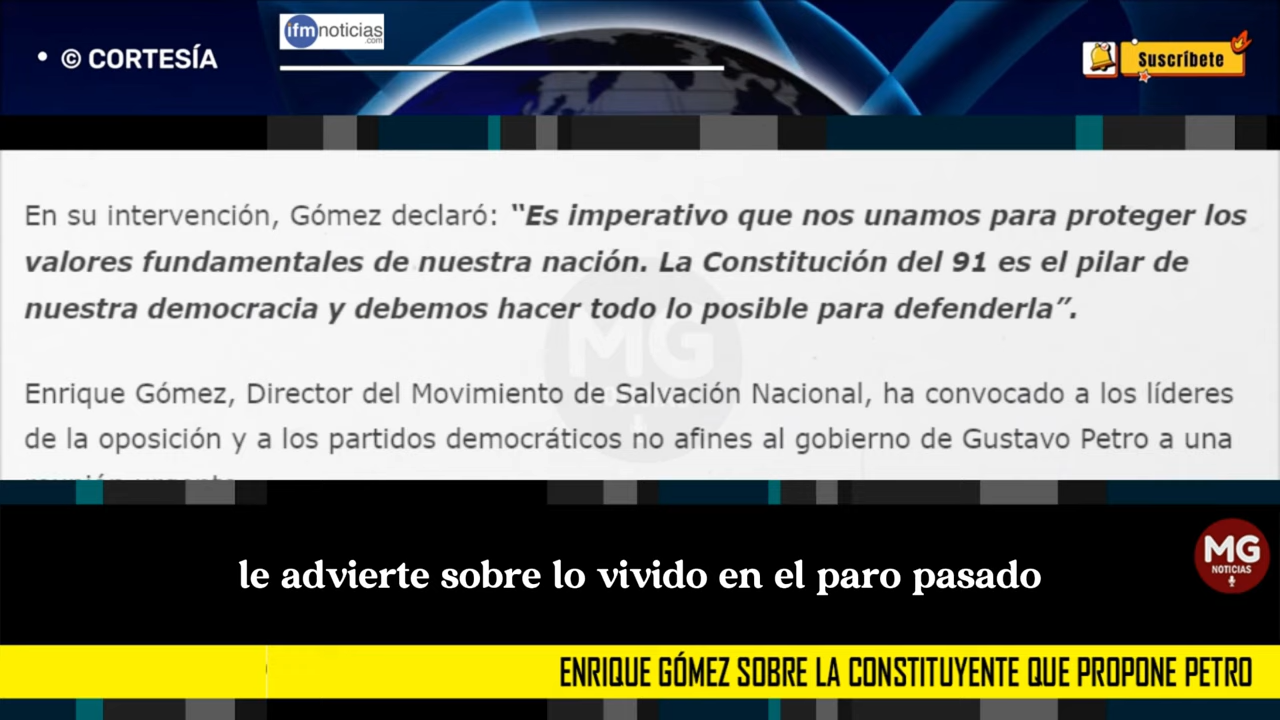 • © CORTESÍA
ifmnoticias
.com
Suscríbete
En su intervención, Gómez declaró: “Es imperativo que nos unamos para proteger los
valores fundamentales de nuestra nación. La Constitución del 91 es el pilar de
nuestra democracia y debemos hacer todo lo posible para defenderla”.
MG
Enrique Gómez, Director del Movimiento de Salvación Nacional, ha convocado a los líderes
de la oposición y a los partidos democráticos no afines al gobierno de Gustavo Petro a una
le advierte sobre lo vivido en el paro pasado
MG
NOTICIAS
ENRIQUE GÓMEZ SOBRE LA CONSTITUYENTE QUE PROPONE PETRO